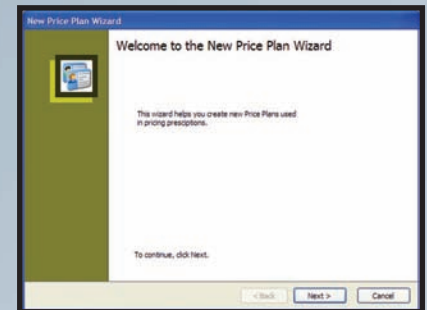 New Price Plan Wizard
Welcome to the New Price Plan Wizard
This wizard helps you create new Price Plans used
in pricing presciptions.
To continue, click Next.
< Back
Next >
Cancel